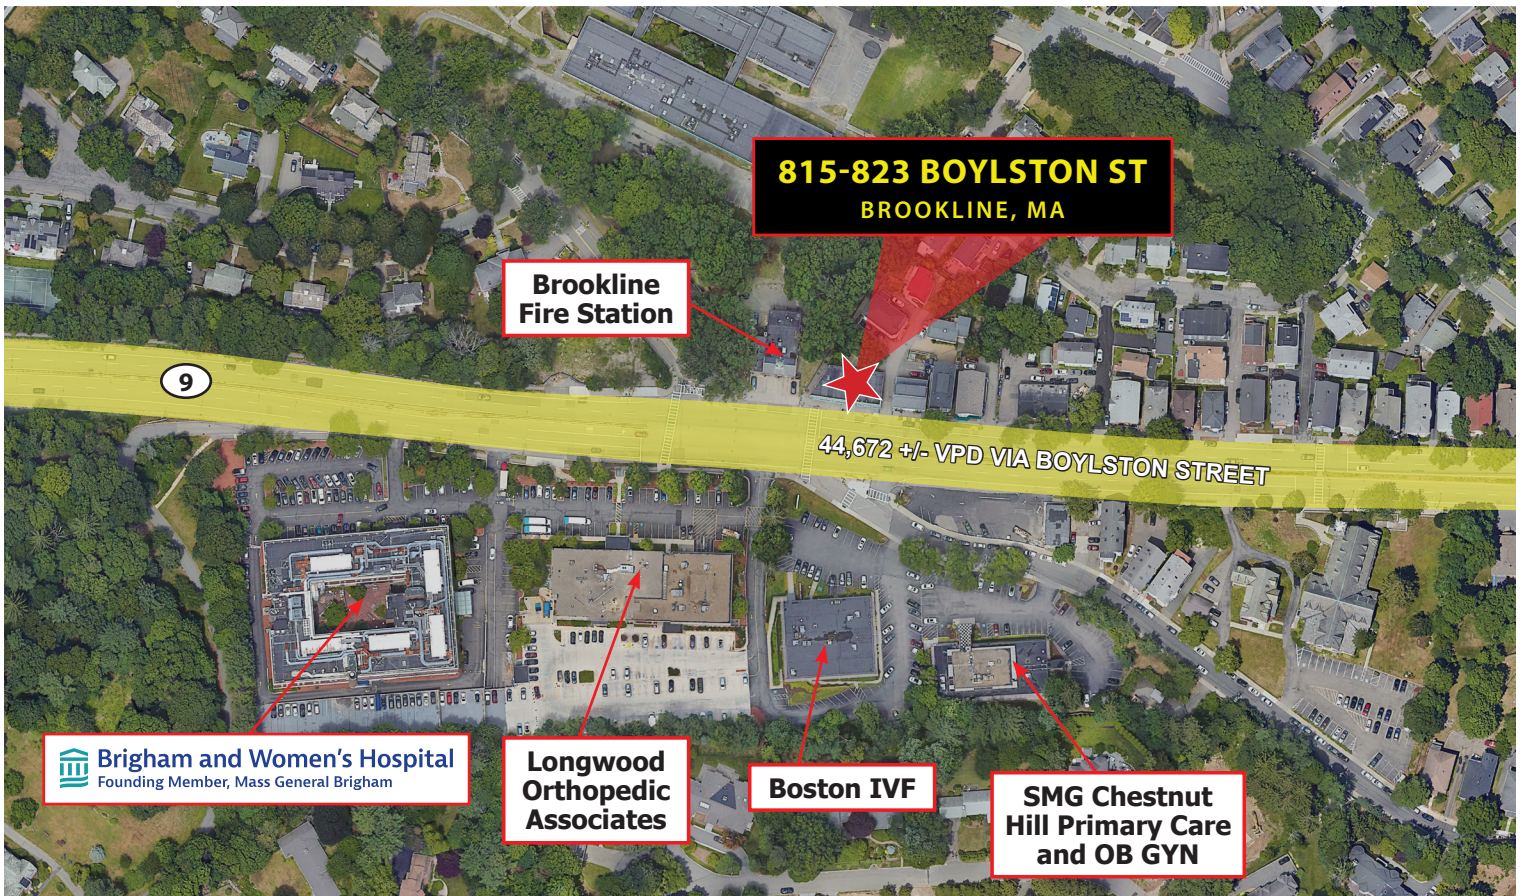 815-823 BOYLSTON ST
BROOKLINE, MA
Brookline
Fire Station
9
44,672 +/- VPD VIA BOYLSTON STREET
Brigham and Women's Hospital
Founding Member, Mass General Brigham
Longwood
Orthopedic
Associates
Boston IVF
SMG Chestnut
Hill Primary Care
and OB GYN